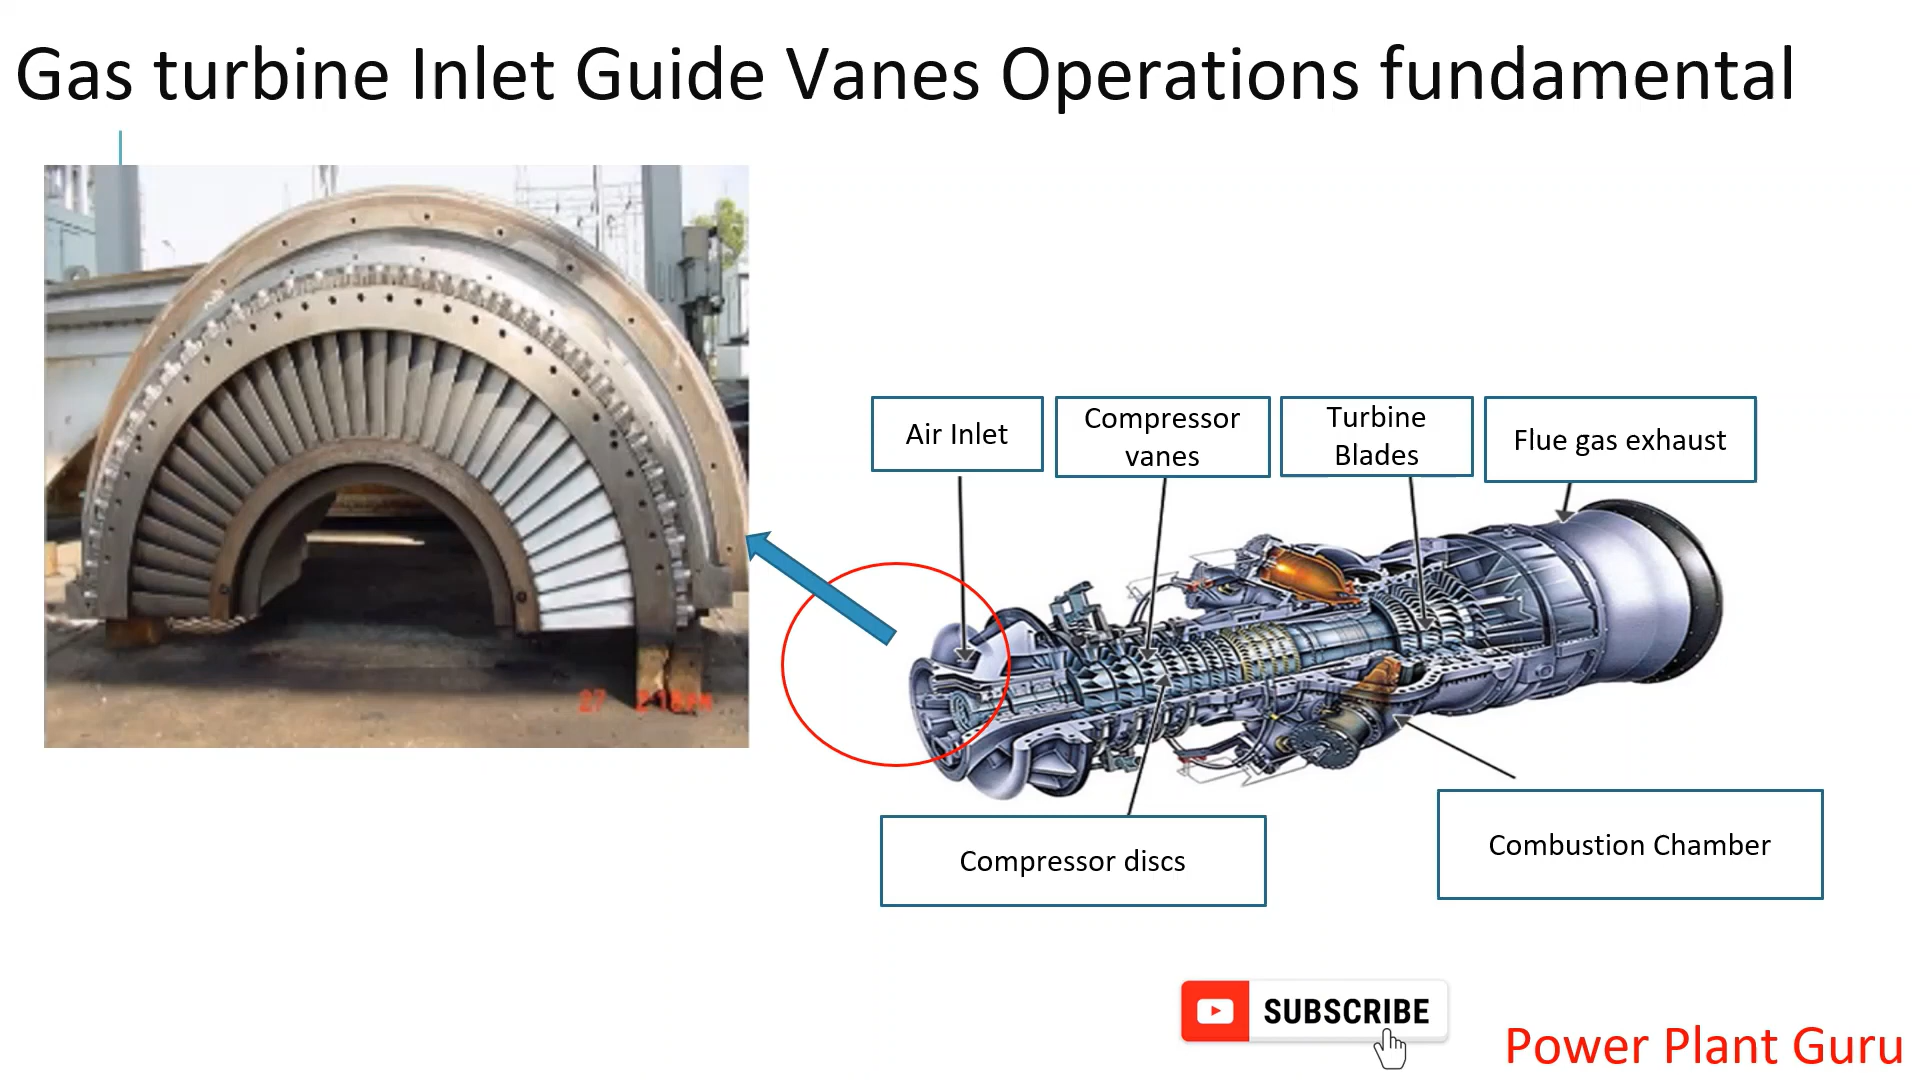 Gas turbine Inlet Guide Vanes Operations fundamental
Air Inlet
Compressor
vanes
Turbine
Blades
Flue gas exhaust
Compressor discs
Combustion Chamber
SUBSCRIBE
Power Plant Guru